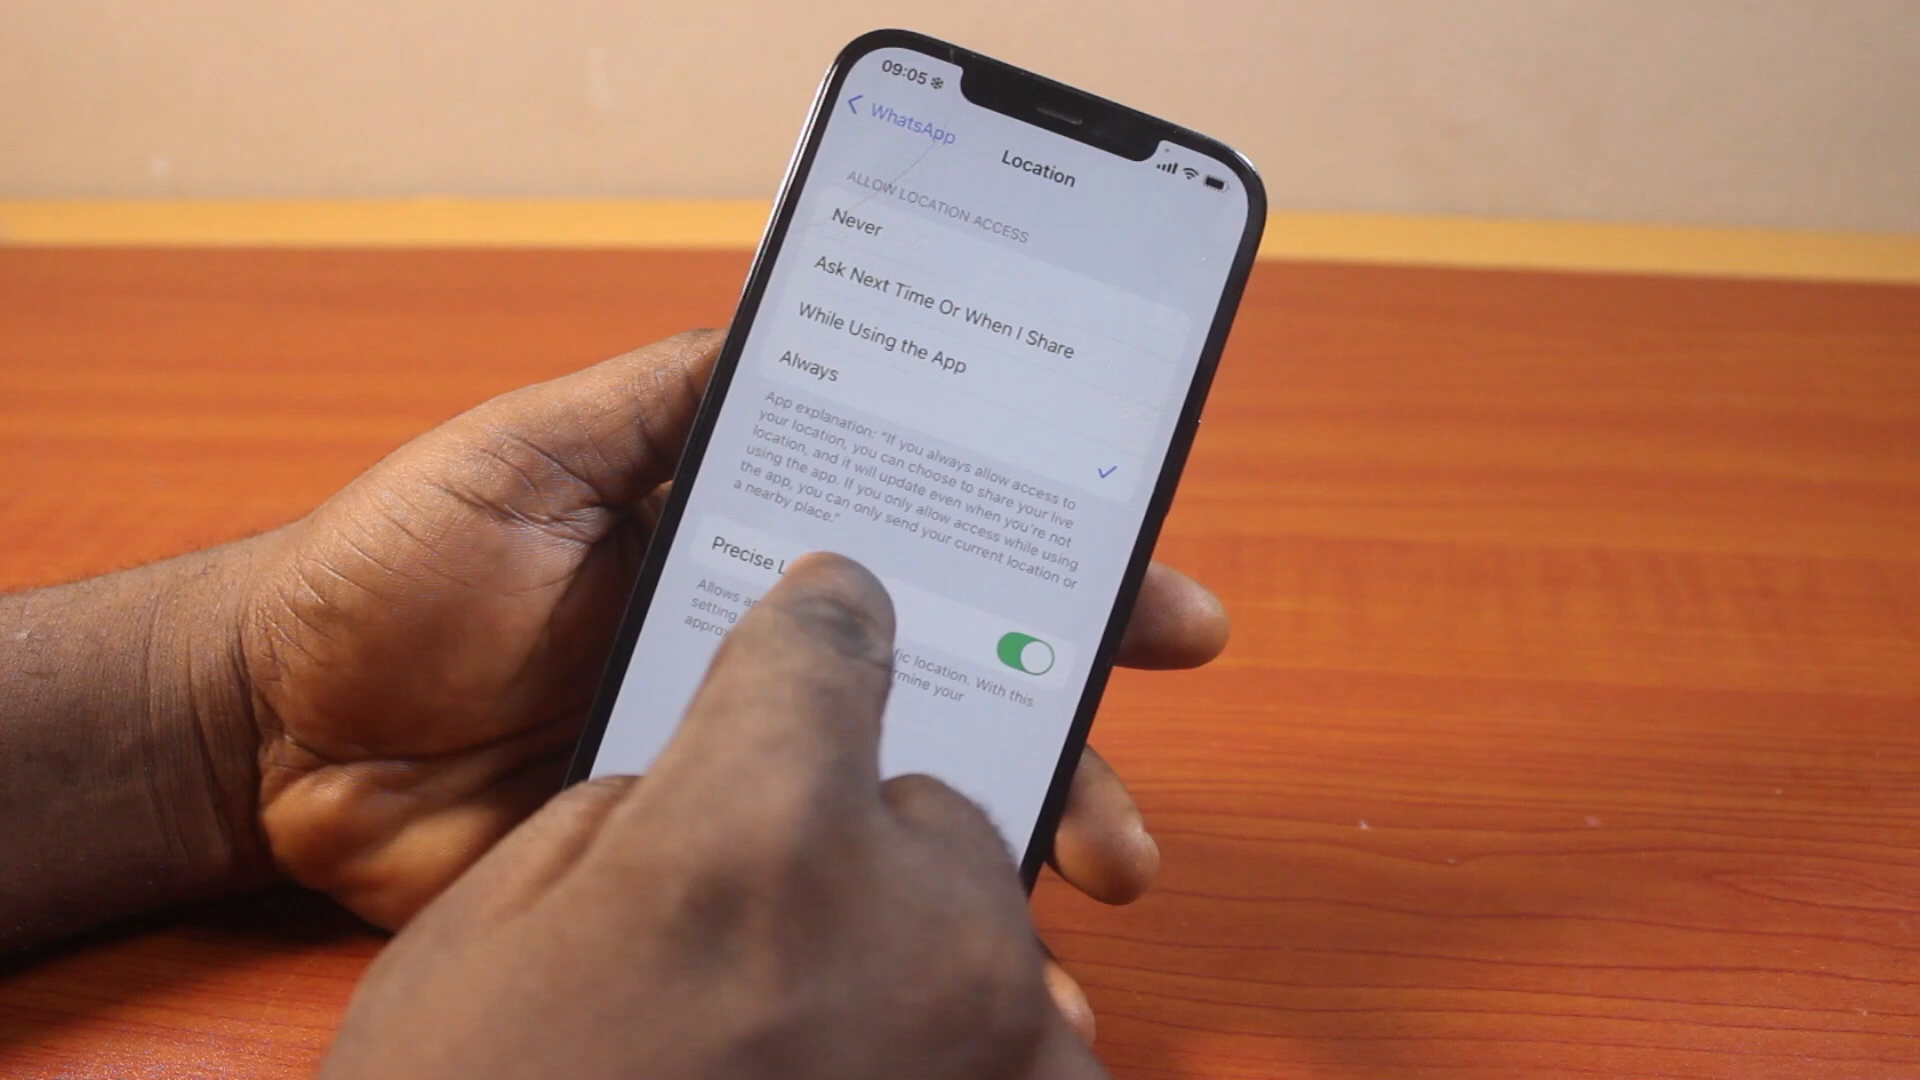 09:05
WhatsApp
Location
ALLOW LOCATION ACCESS
Never
Ask Next Time Or When I Share
While Using the App
Always
App explanation: "If you always allow access to
your location, you can choose to share your live
location, and it will update even when you're not
using the app. If you only allow access while using
the app, you can only send your current location or
a nearby place."
Precise
Allows
fic location. With this
setting
rmine your